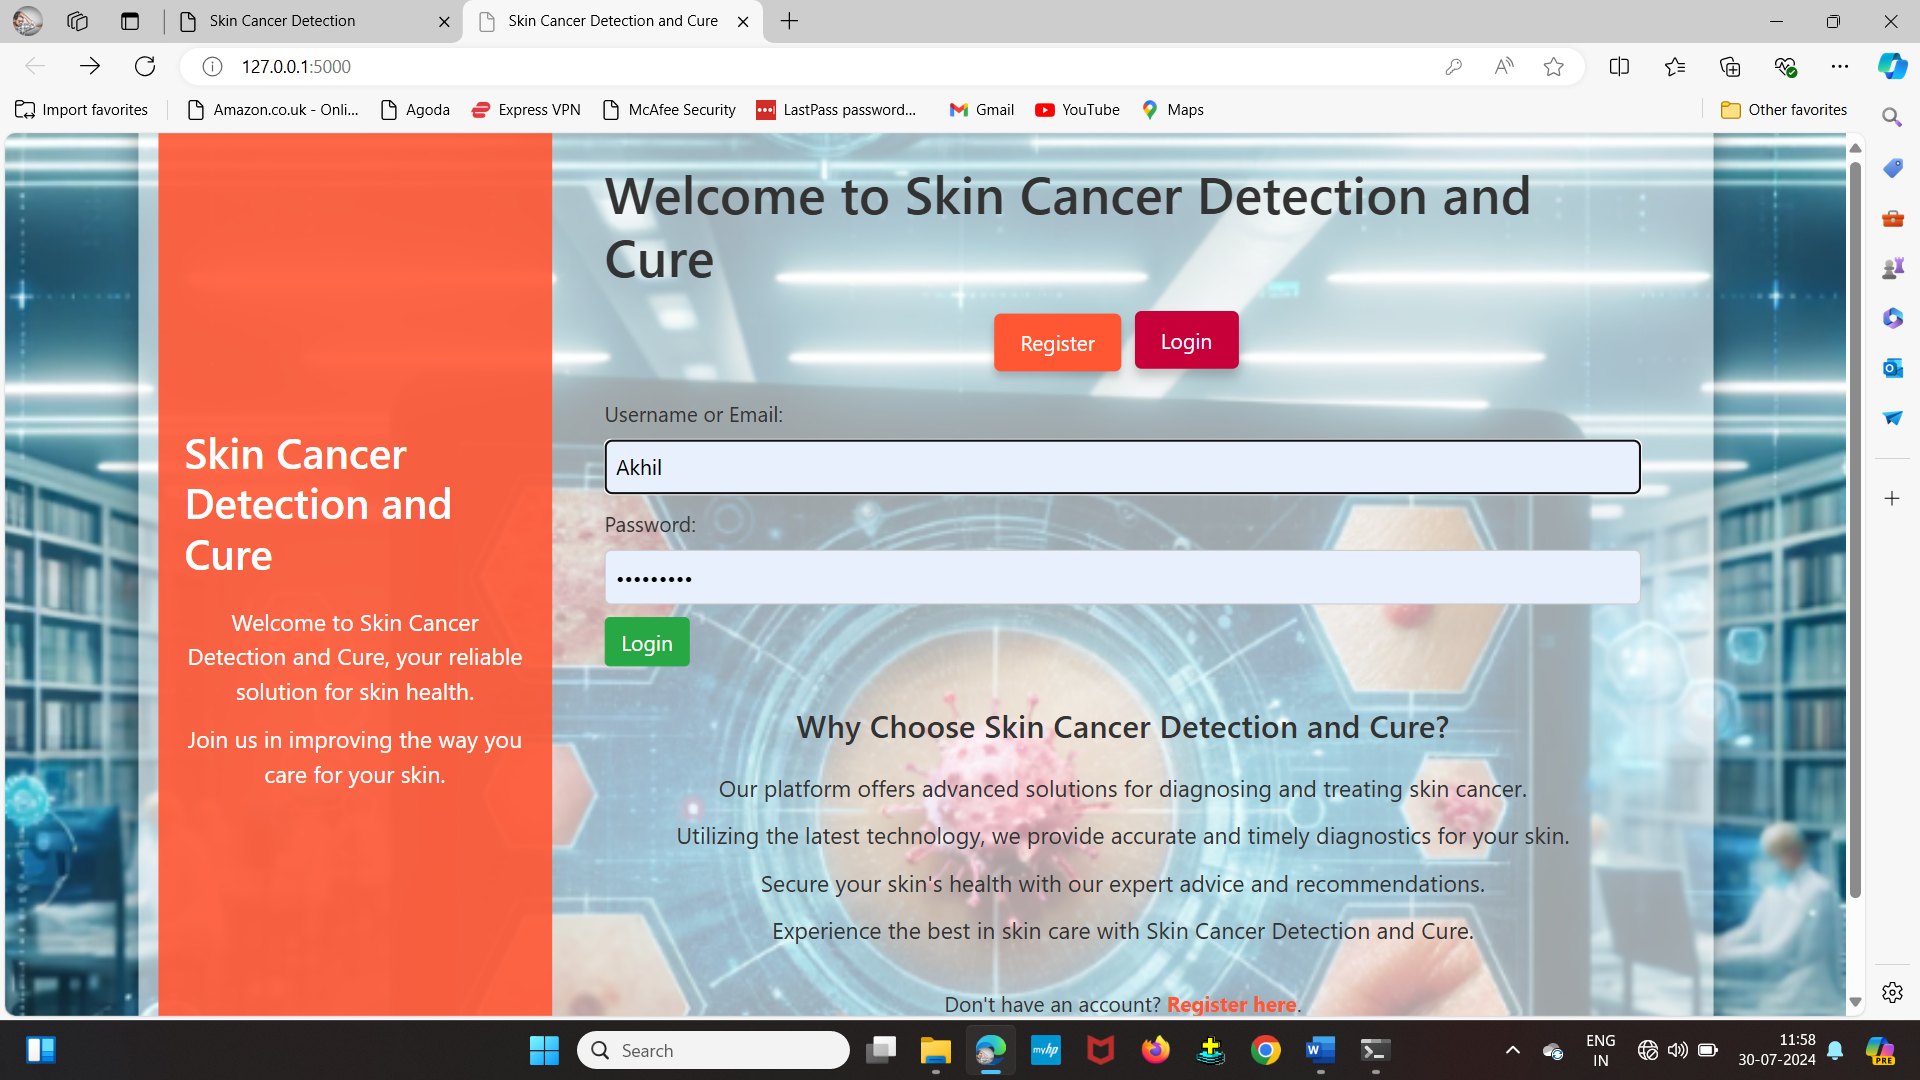 Skin Cancer Detection
Skin Cancer Detection and Cure
127.0.0.1:5000
Import favorites
Amazon.co.uk - Onli...
Agoda
Express VPN
McAfee Security
LastPass password...
Gmail
YouTube
Maps
Other favorites
Skin Cancer
Detection and
Cure
Welcome to Skin Cancer
Detection and Cure, your reliable
solution for skin health.
Join us in improving the way you
care for your skin.
Welcome to Skin Cancer Detection and
Cure
Register
Login
Username or Email:
Akhil
Password:
•••••••••
Login
Why Choose Skin Cancer Detection and Cure?
Our platform offers advanced solutions for diagnosing and treating skin cancer.
Utilizing the latest technology, we provide accurate and timely diagnostics for your skin.
Secure your skin's health with our expert advice and recommendations.
Experience the best in skin care with Skin Cancer Detection and Cure.
Don't have an account? Register here.
Search
myhp
ENG
IN
11:58
30-07-2024
PRE